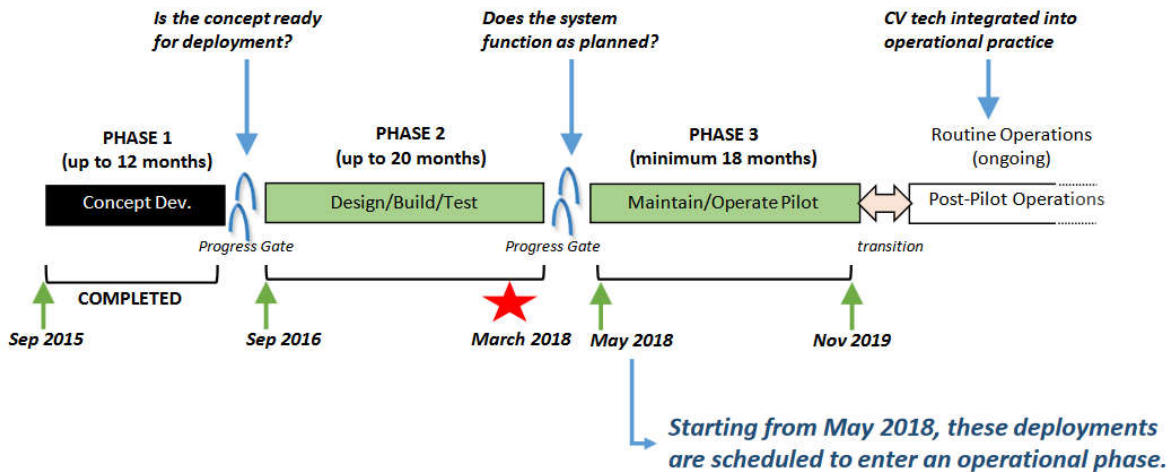 Is the concept ready
for deployment?
Does the system
function as planned?
CV tech integrated into
operational practice
PHASE 1
(up to 12 months)
PHASE 2
(up to 20 months)
PHASE 3
(minimum 18 months)
Routine Operations
(ongoing)
Concept Dev.
Design/Build/Test
Maintain/Operate Pilot
Post-Pilot Operations
Progress Gate
Progress Gate
transition
COMPLETED
Sep 2015
Sep 2016
March 2018
May 2018
Nov 2019
Starting from May 2018, these deployments
are scheduled to enter an operational phase.